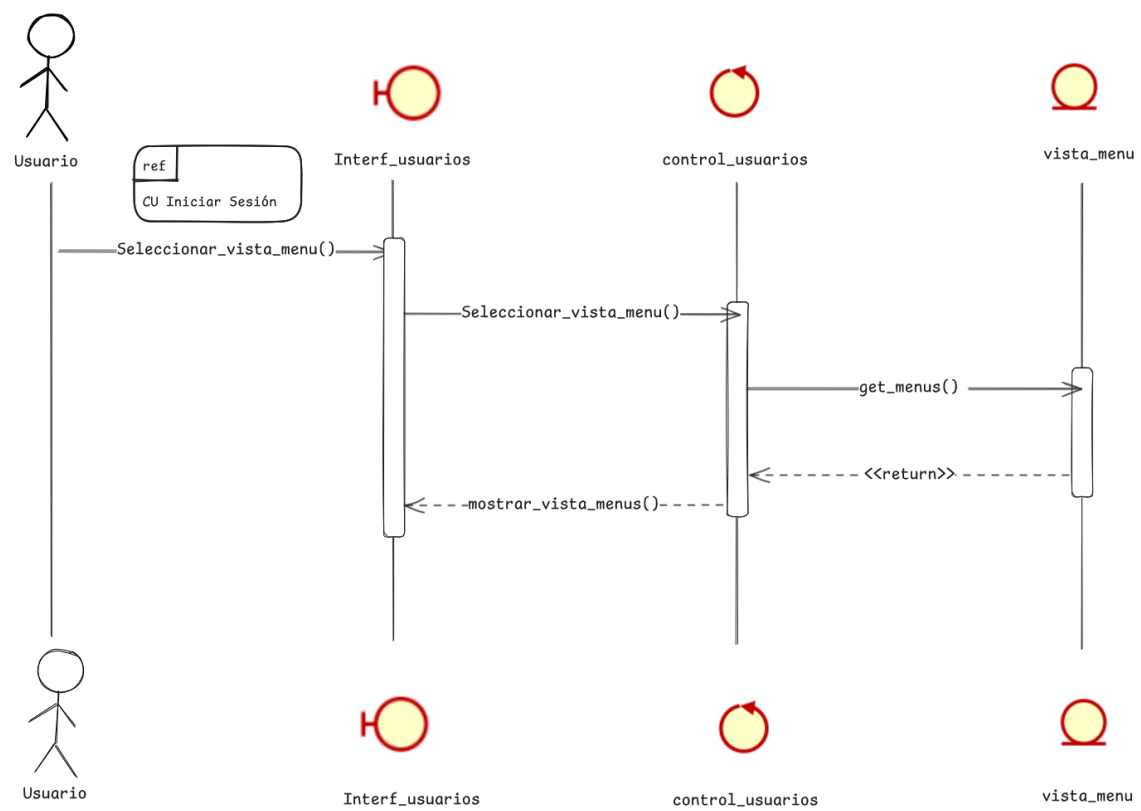 Usuario
Interf_usuarios
control_usuarios
vista_menu
ref
CU Iniciar Sesión
Seleccionar_vista_menu()
Seleccionar_vista_menu()
get_menus()
<<return>>
mostrar_vista_menus()
Usuario
Interf_usuarios
control_usuarios
vista_menu